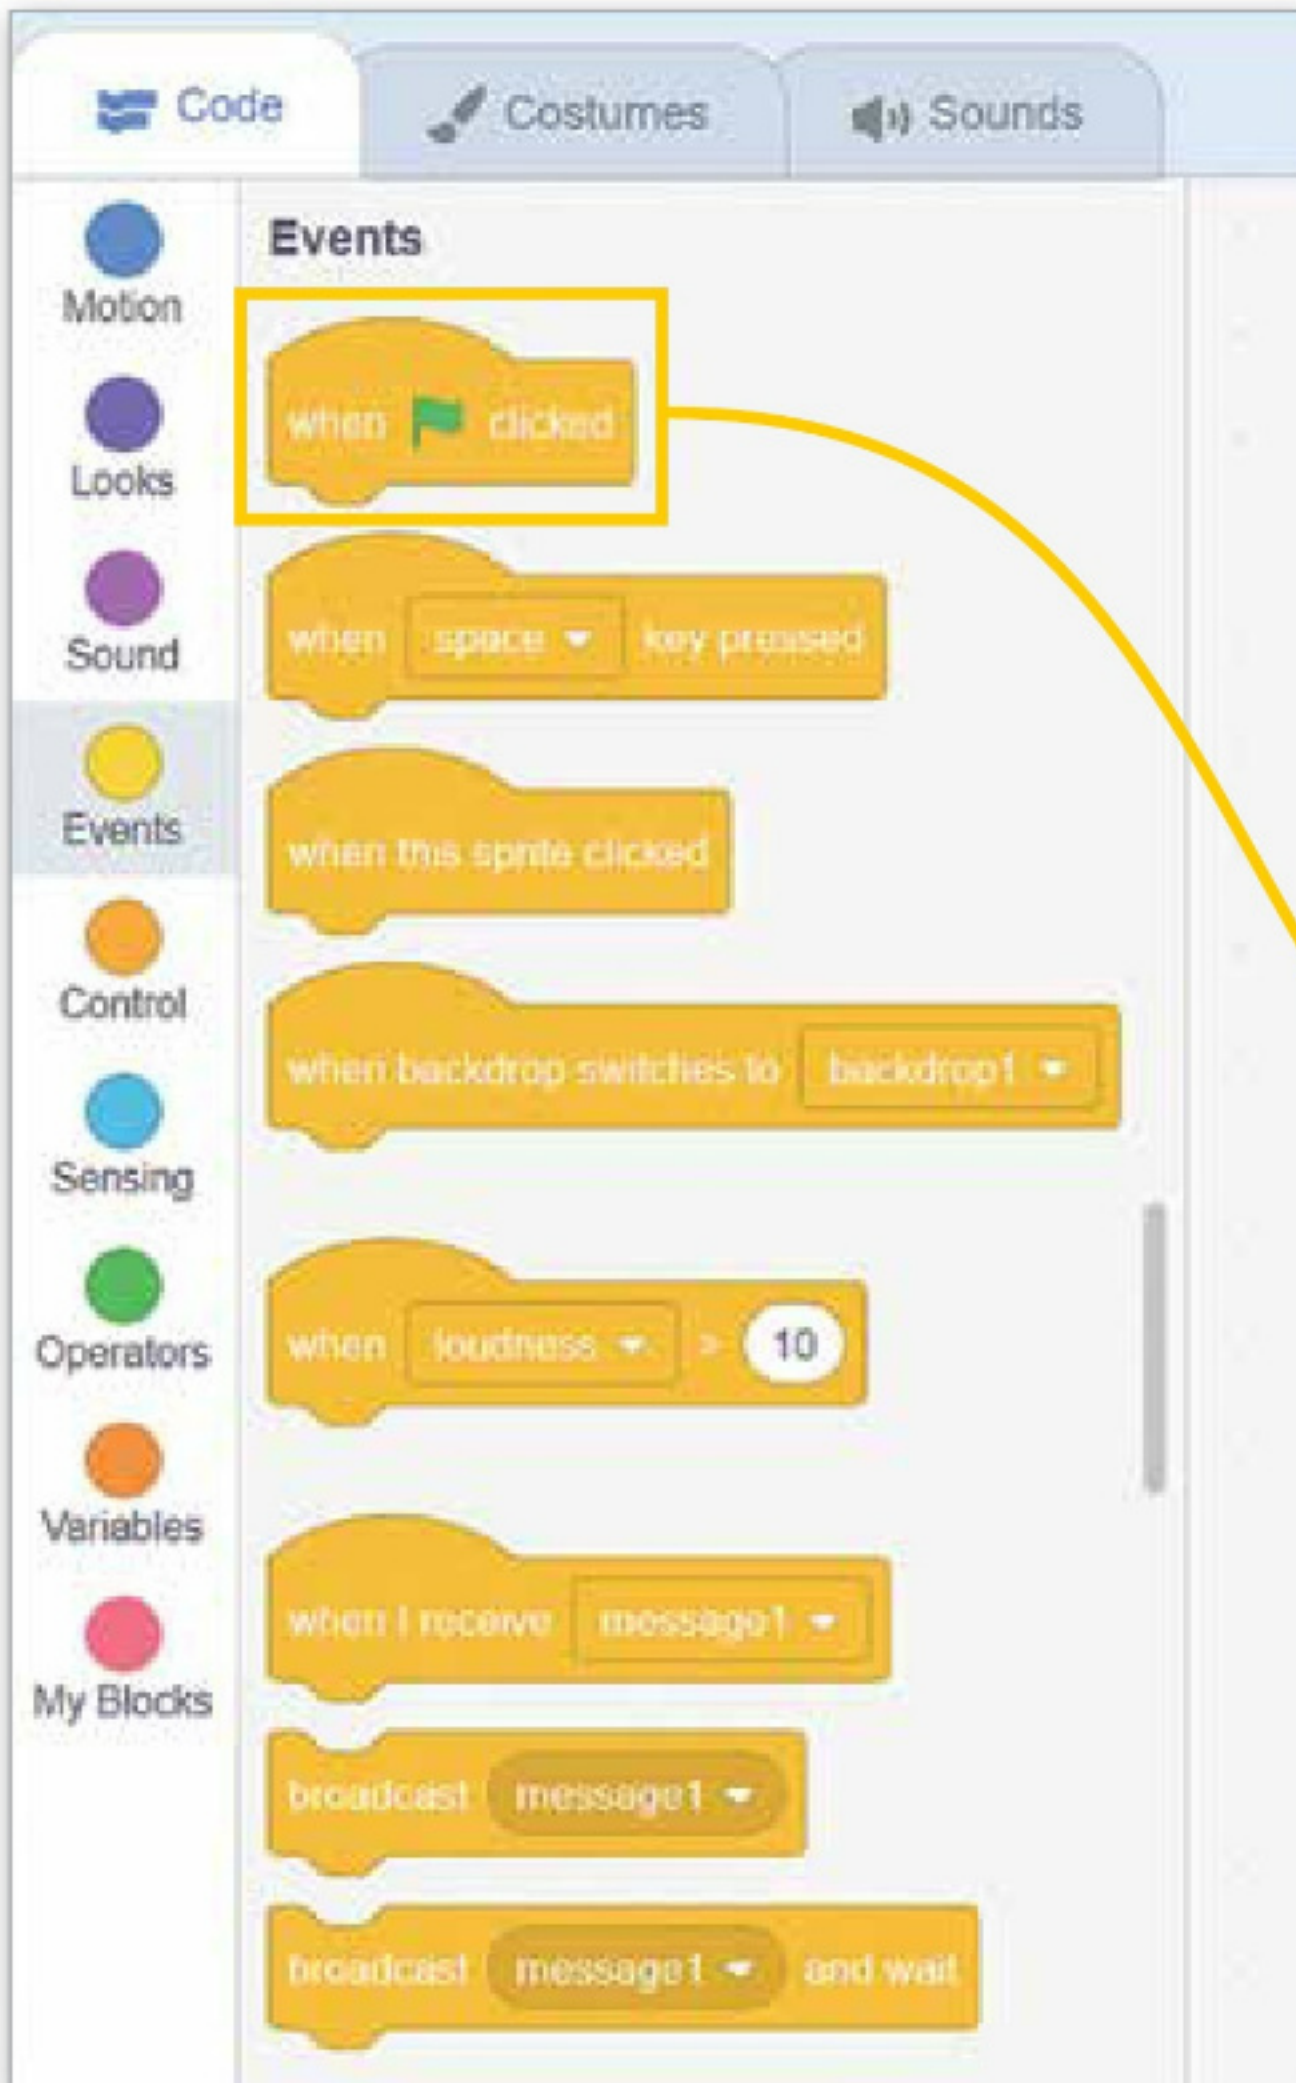 Code Costumes Sounds
Motion
Looks
Sound
Events
Control
Sensing
Operators
Variables
My Blocks
Events
when clicked
when space key pressed
when this sprite clicked
when backdrop switches to backdrop1
when loudness > 10
when I receive message1
broadcast message1
broadcast message1 and wait